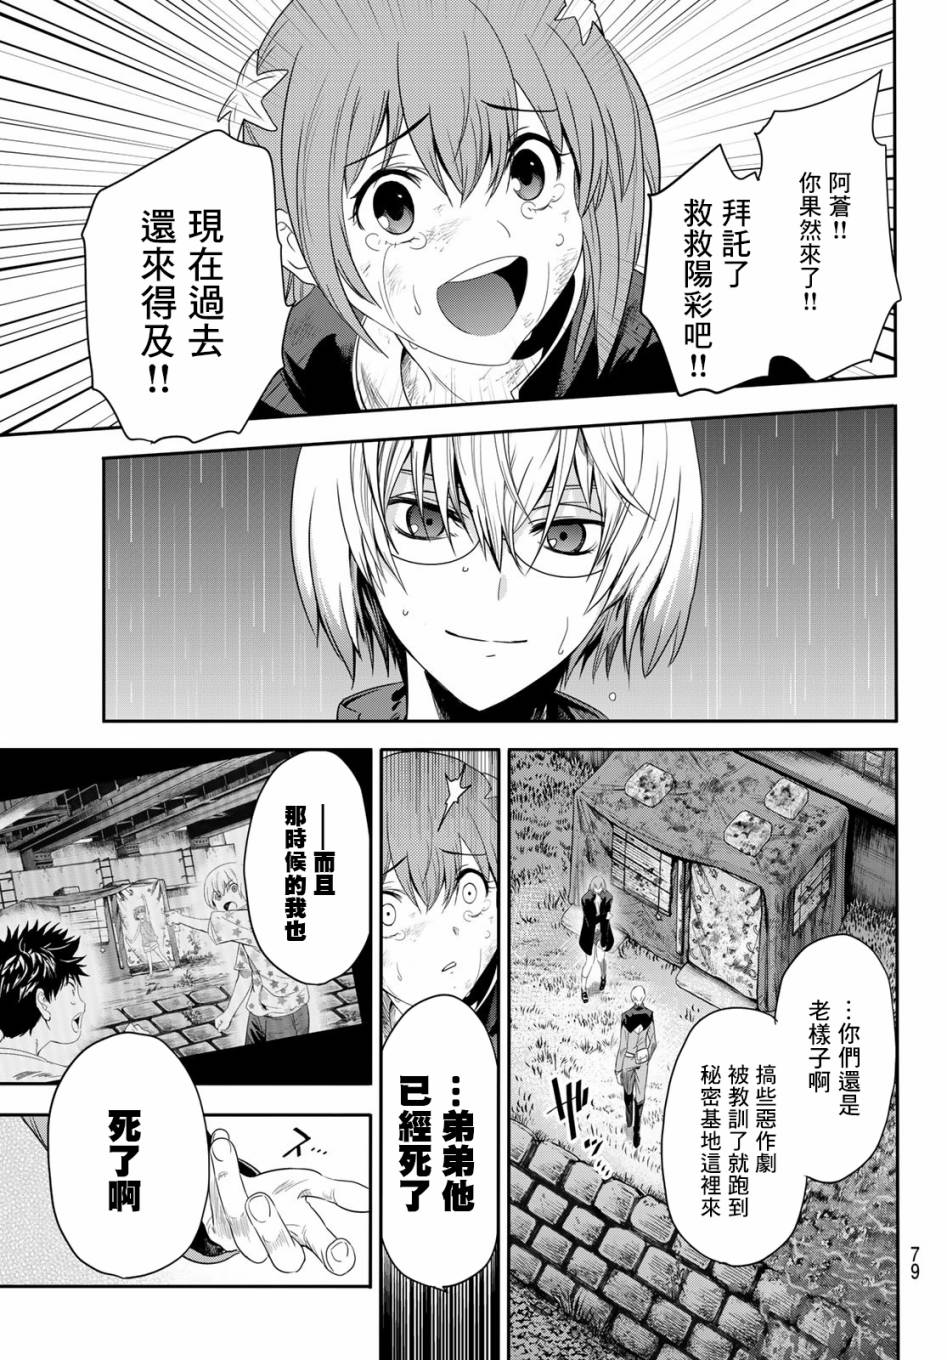 阿蒼!!
你果然來了!!
拜託了
救救陽彩吧!!
現在過去
還來得及!!
…你們還是
老樣子啊
搞些惡作劇
被教訓了就跑到
秘密基地這裡來
…弟弟他
已經死了
——而且
那時候的我也
死了啊
79